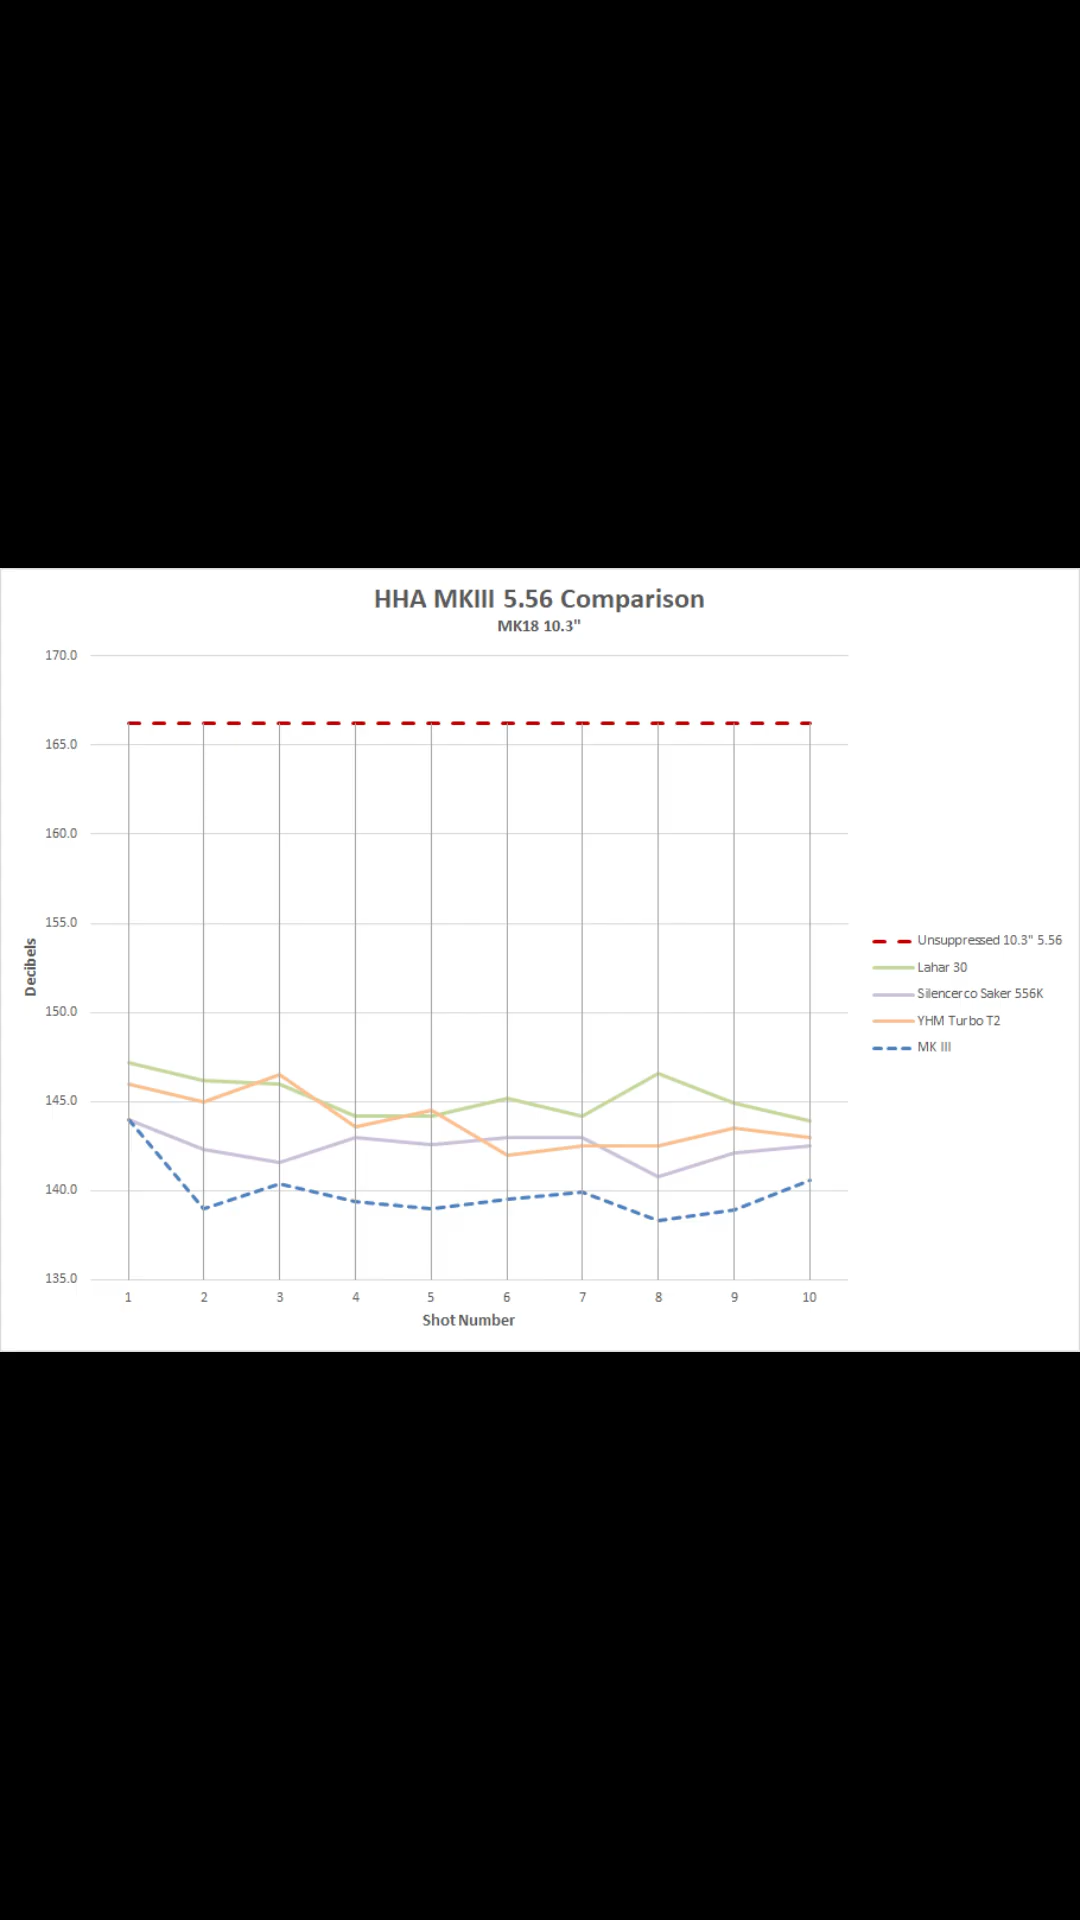 HHA MKIII 5.56 Comparison
MK18 10.3"
170.0
165.0
160.0
155.0
150.0
145.0
140.0
135.0
Decibels
1 2 3 4 5 6 7 8 9 10
Shot Number
Unsuppressed 10.3" 5.56
Lahar 30
Silencerco Saker 556K
YHM Turbo T2
MK III